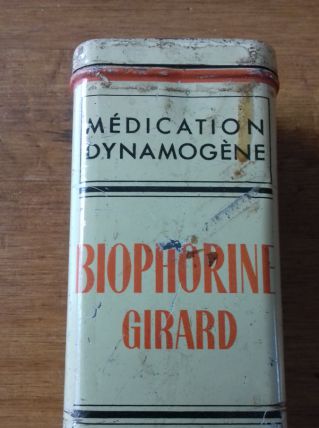 MÉDICATION
DYNAMOGÈNE
BIOPHORINE
GIRARD